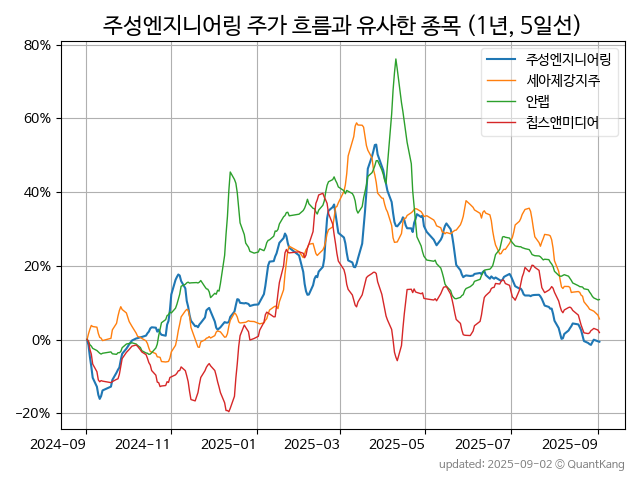 주성엔지니어링 주가 흐름과 유사한 종목 (1년, 5일선)
주성엔지니어링
세아제강지주
안랩
칩스앤미디어
80%
60%
40%
20%
0%
−20%
2024-09 2024-11 2025-01 2025-03 2025-05 2025-07 2025-09
updated: 2025-09-02 © QuantKang